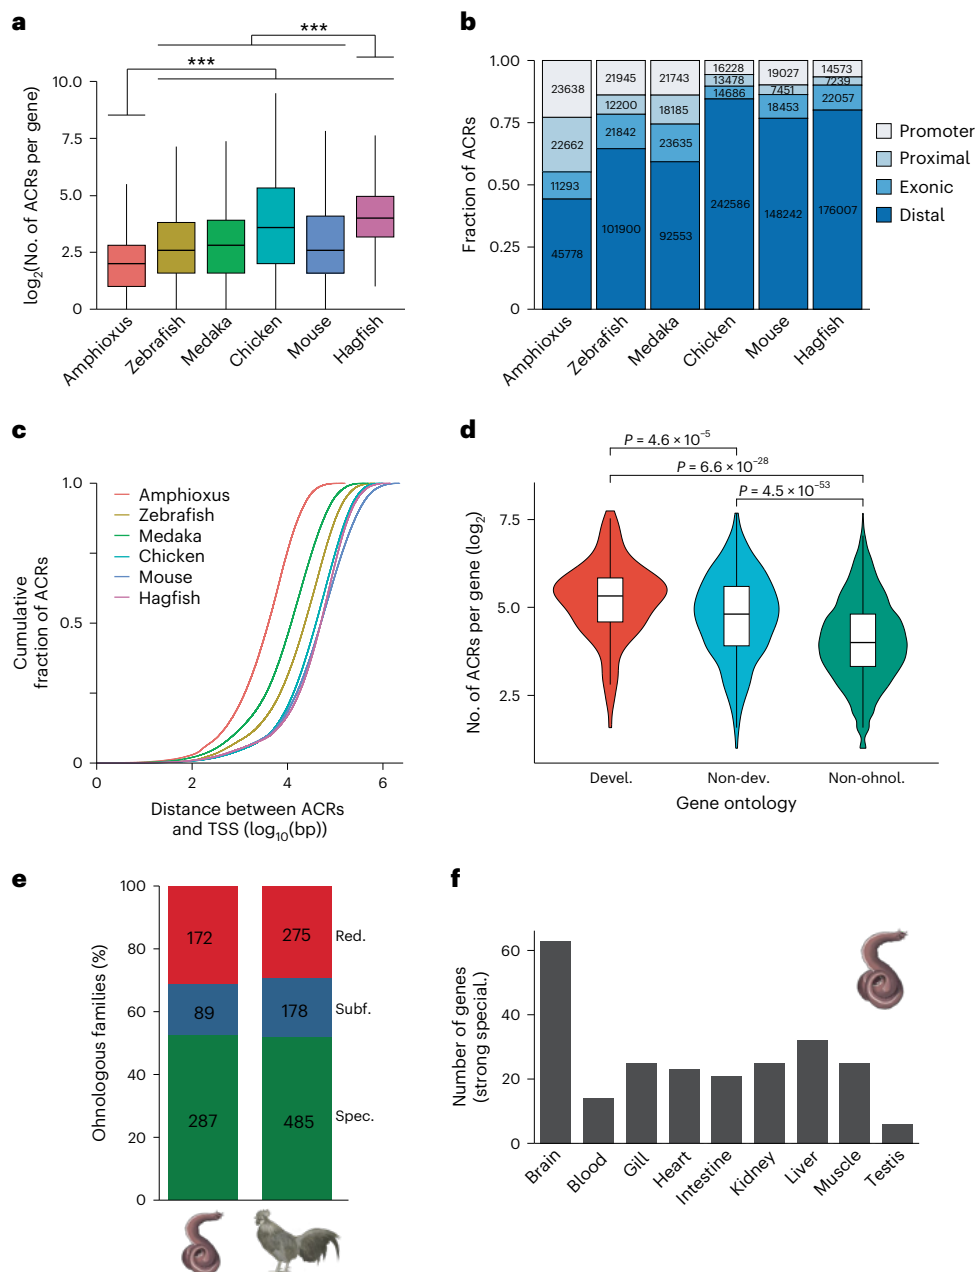 a
***
***
log2(No. of ACRs per gene)
10.0
7.5
5.0
2.5
0
Amphioxus
Zebrafish
Medaka
Chicken
Mouse
Hagfish
b
Fraction of ACRs
1.00
0.75
0.50
0.25
0
23638
22662
11293
45778
21945
12200
21842
101900
21743
18185
23635
92553
16228
13478
14686
242586
19027
7451
18453
148242
14573
7239
22057
176007
Amphioxus
Zebrafish
Medaka
Chicken
Mouse
Hagfish
Promoter
Proximal
Exonic
Distal
c
Cumulative
fraction of ACRs
1.0
0.5
0
Amphioxus
Zebrafish
Medaka
Chicken
Mouse
Hagfish
0
2
4
6
Distance between ACRs
and TSS (log10(bp))
d
P = 4.6 × 10−5
P = 6.6 × 10−28
P = 4.5 × 10−53
No. of ACRs per gene (log2)
7.5
5.0
2.5
Devel.
Non-dev.
Non-ohnol.
Gene ontology
e
Ohnologous families (%)
100
80
60
40
20
0
172
89
287
275
178
485
Red.
Subf.
Spec.
f
Number of genes
(strong special.)
60
40
20
0
Brain
Blood
Gill
Heart
Intestine
Kidney
Liver
Muscle
Testis